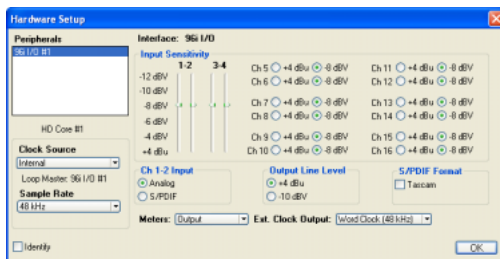 Hardware Setup
Peripherals
96i I/O #1
HD Core #1
Clock Source
Internal
Loop Master: 96i I/O #1
Sample Rate
48 kHz
Identify
Interface: 96i I/O
Input Sensitivity
1-2 3-4
-12 dBV
-10 dBV
-8 dBV
-6 dBV
-4 dBV
+4 dBu
Ch 5 +4 dBu -8 dBV
Ch 6 +4 dBu -8 dBV
Ch 7 +4 dBu -8 dBV
Ch 8 +4 dBu -8 dBV
Ch 9 +4 dBu -8 dBV
Ch 10 +4 dBu -8 dBV
Ch 11 +4 dBu -8 dBV
Ch 12 +4 dBu -8 dBV
Ch 13 +4 dBu -8 dBV
Ch 14 +4 dBu -8 dBV
Ch 15 +4 dBu -8 dBV
Ch 16 +4 dBu -8 dBV
Ch 1-2 Input
Analog
S/PDIF
Output Line Level
+4 dBu
-10 dBV
S/PDIF Format
Tascam
Meters: Output Ext. Clock Output: Word Clock (48 kHz)
OK